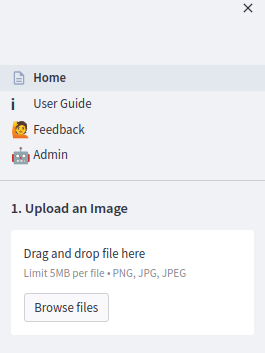 Home
User Guide
Feedback
Admin
1. Upload an Image
Drag and drop file here
Limit 5MB per file • PNG, JPG, JPEG
Browse files